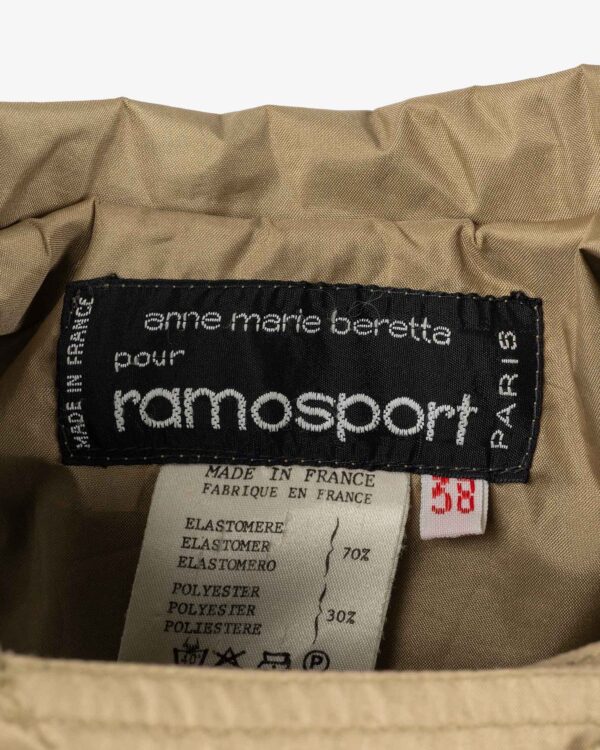 MADE IN FRANCE
anne marie beretta
pour
ramosport
PARIS
MADE IN FRANCE
FABRIQUE EN FRANCE
38
ELASTOMERE
ELASTOMER
ELASTOMERO
70%
POLYESTER
POLYESTER
POLIESTERE
30%
40°
P